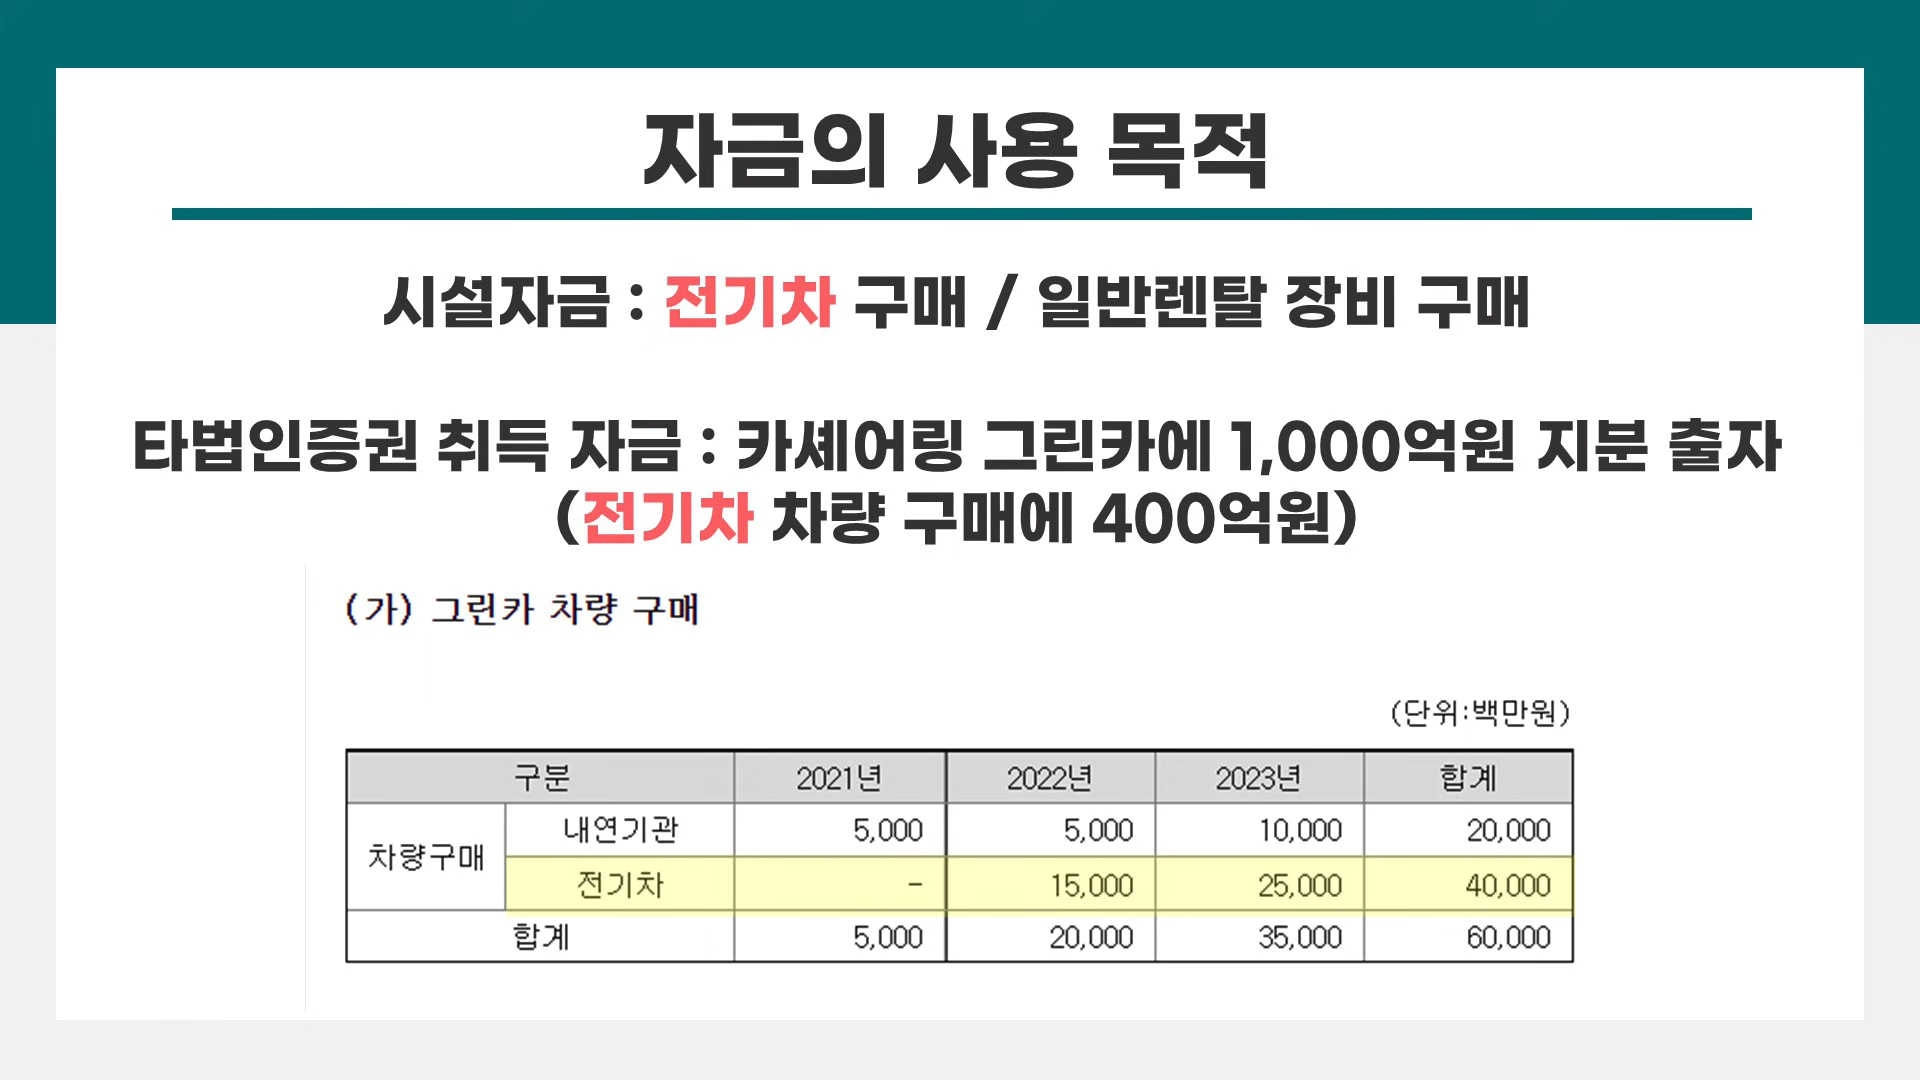 자금의 사용 목적
시설자금 : 전기차 구매 / 일반렌탈 장비 구매
타법인증권 취득 자금 : 카셰어링 그린카에 1,000억원 지분 출자
(전기차 차량 구매에 400억원)
(가) 그린카 차량 구매
(단위:백만원)
구분 2021년 2022년 2023년 합계
차량구매 내연기관 5,000 5,000 10,000 20,000
전기차 - 15,000 25,000 40,000
합계 5,000 20,000 35,000 60,000